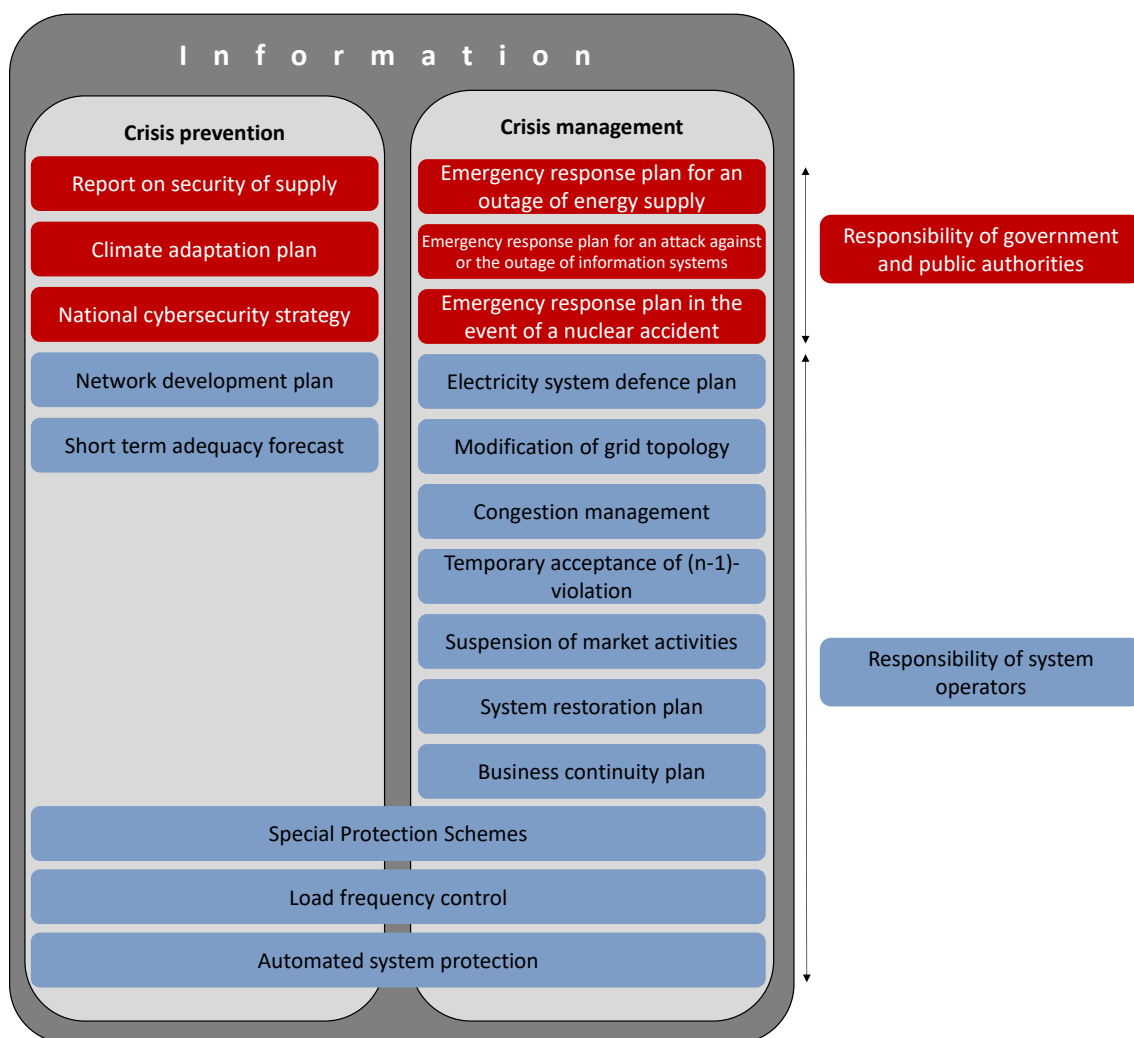 Information
Crisis prevention
Report on security of supply
Climate adaptation plan
National cybersecurity strategy
Network development plan
Short term adequacy forecast
Crisis management
Emergency response plan for an
outage of energy supply
Emergency response plan for an attack against
or the outage of information systems
Emergency response plan in the
event of a nuclear accident
Electricity system defence plan
Modification of grid topology
Congestion management
Temporary acceptance of (n-1)-
violation
Suspension of market activities
System restoration plan
Business continuity plan
Special Protection Schemes
Load frequency control
Automated system protection
Responsibility of government
and public authorities
Responsibility of system
operators